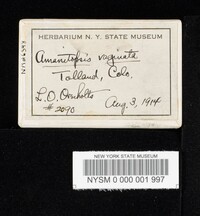 HERBARIUM N. Y. STATE MUSEUM
Amanitopsis vaginata
Tolland, Colo.
L. O. Overholts
# 2090
Aug. 3, 1914
NEW YORK STATE MUSEUM
NYSM 0 000 001 997